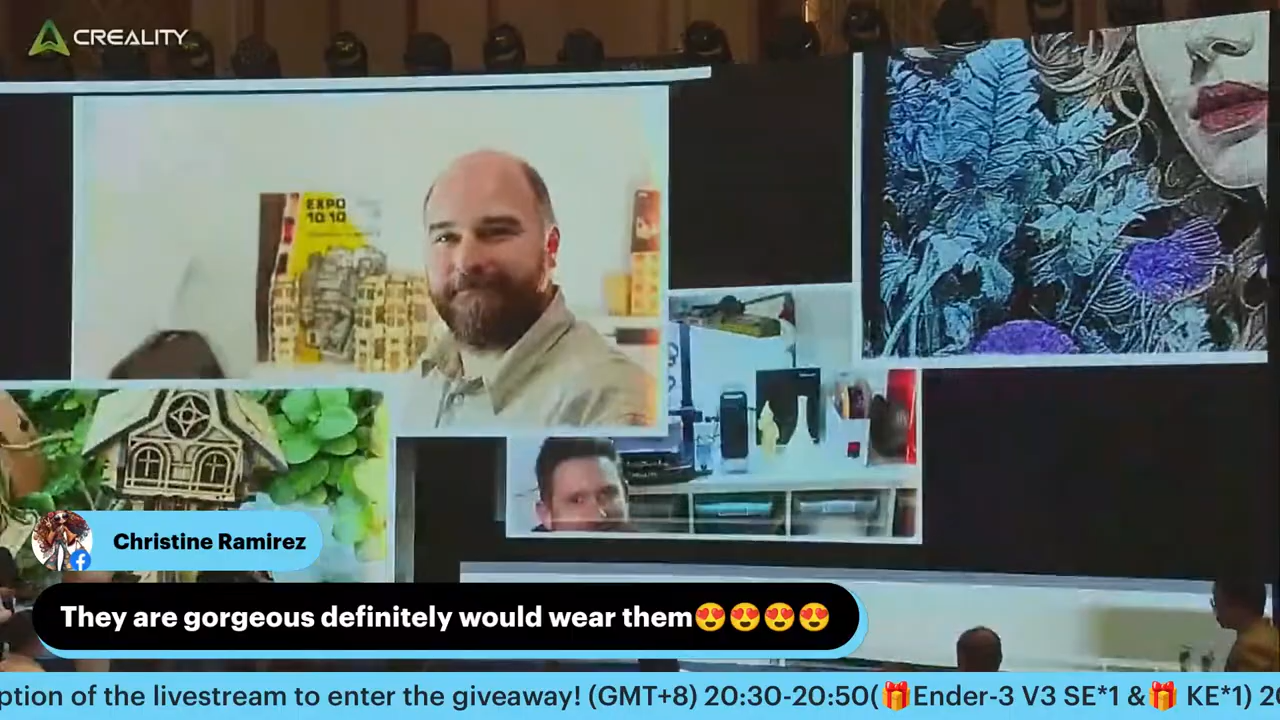 CREALITY
EXPO
10:10
Christine Ramirez
They are gorgeous definitely would wear them😍😍😍😍
ption of the livestream to enter the giveaway! (GMT+8) 20:30-20:50(🎁Ender-3 V3 SE*1 &🎁 KE*1) 20